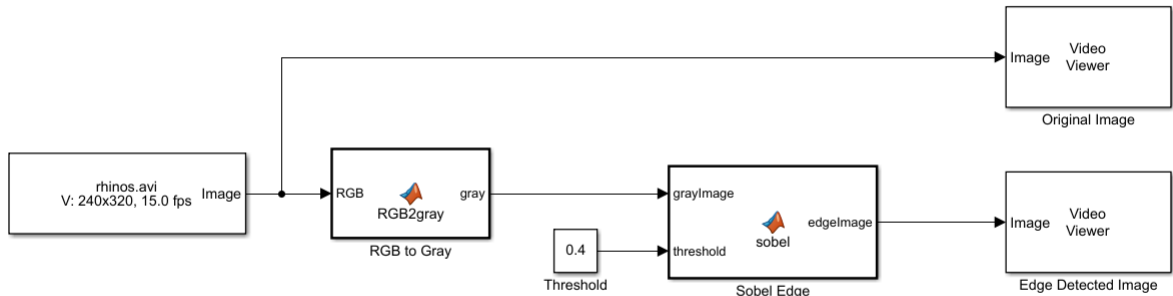 Image
Video
Viewer
Original Image
rhinos.avi
V: 240x320, 15.0 fps
Image
RGB
RGB2gray
gray
RGB to Gray
0.4
Threshold
grayImage
threshold
sobel
edgeImage
Sobel Edge
Image
Video
Viewer
Edge Detected Image